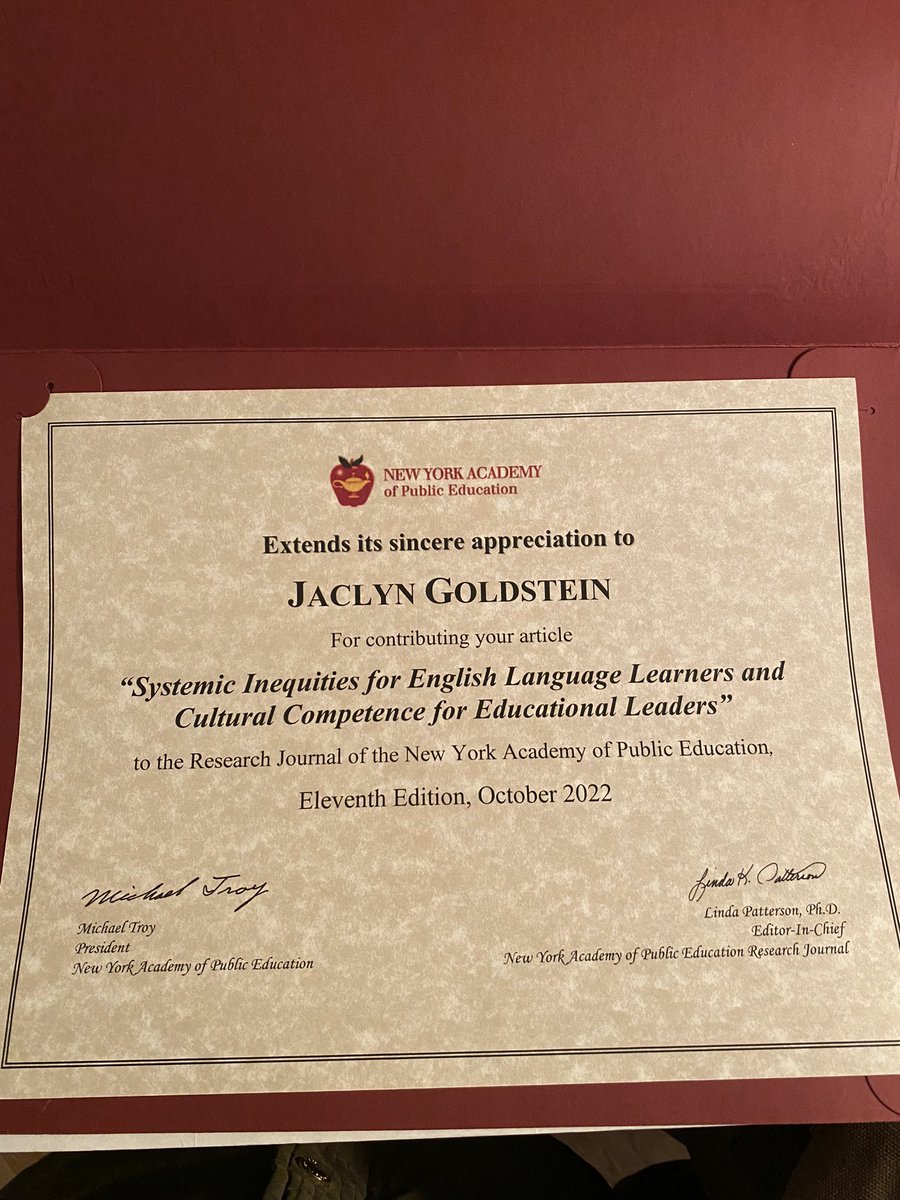 NEW YORK ACADEMY
of Public Education
Extends its sincere appreciation to
JACLYN GOLDSTEIN
For contributing your article
“Systemic Inequities for English Language Learners and
Cultural Competence for Educational Leaders”
to the Research Journal of the New York Academy of Public Education,
Eleventh Edition, October 2022
Michael Troy
Michael Troy
President
New York Academy of Public Education
Linda K. Patterson
Linda Patterson, Ph.D.
Editor-In-Chief
New York Academy of Public Education Research Journal